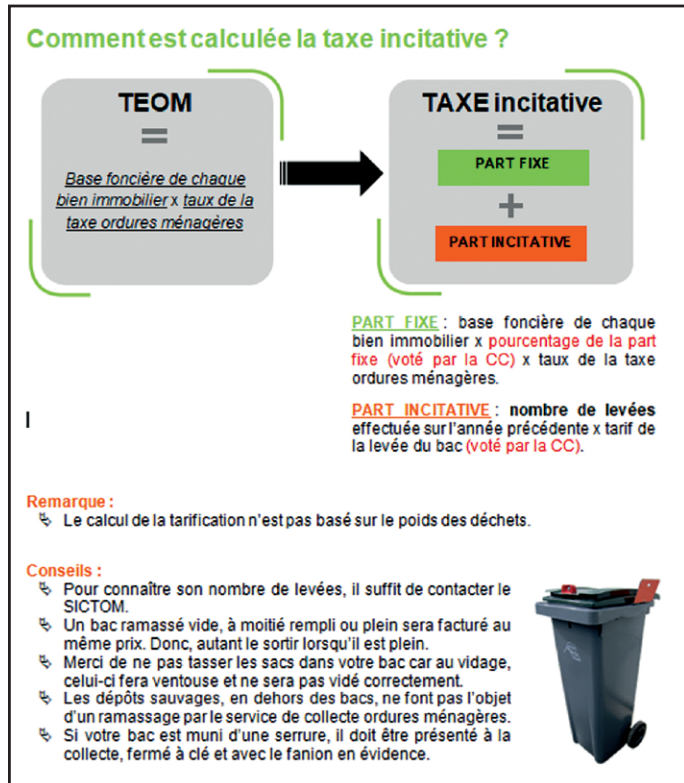 Comment est calculée la taxe incitative ?
TEOM
=
Base foncière de chaque
bien immobilier x taux de la
taxe ordures ménagères
TAXE incitative
=
PART FIXE
+
PART INCITATIVE
PART FIXE : base foncière de chaque
bien immobilier x pourcentage de la part
fixe (voté par la CC) x taux de la taxe
ordures ménagères.
PART INCITATIVE : nombre de levées
effectuée sur l'année précédente x tarif de
la levée du bac (voté par la CC).
Remarque :
Le calcul de la tarification n'est pas basé sur le poids des déchets.
Conseils :
Pour connaître son nombre de levées, il suffit de contacter le
SICTOM.
Un bac ramassé vide, à moitié rempli ou plein sera facturé au
même prix. Donc, autant le sortir lorsqu'il est plein.
Merci de ne pas tasser les sacs dans votre bac car au vidage,
celui-ci fera ventouse et ne sera pas vidé correctement.
Les dépôts sauvages, en dehors des bacs, ne font pas l'objet
d'un ramassage par le service de collecte ordures ménagères.
Si votre bac est muni d'une serrure, il doit être présenté à la
collecte, fermé à clé et avec le fanion en évidence.